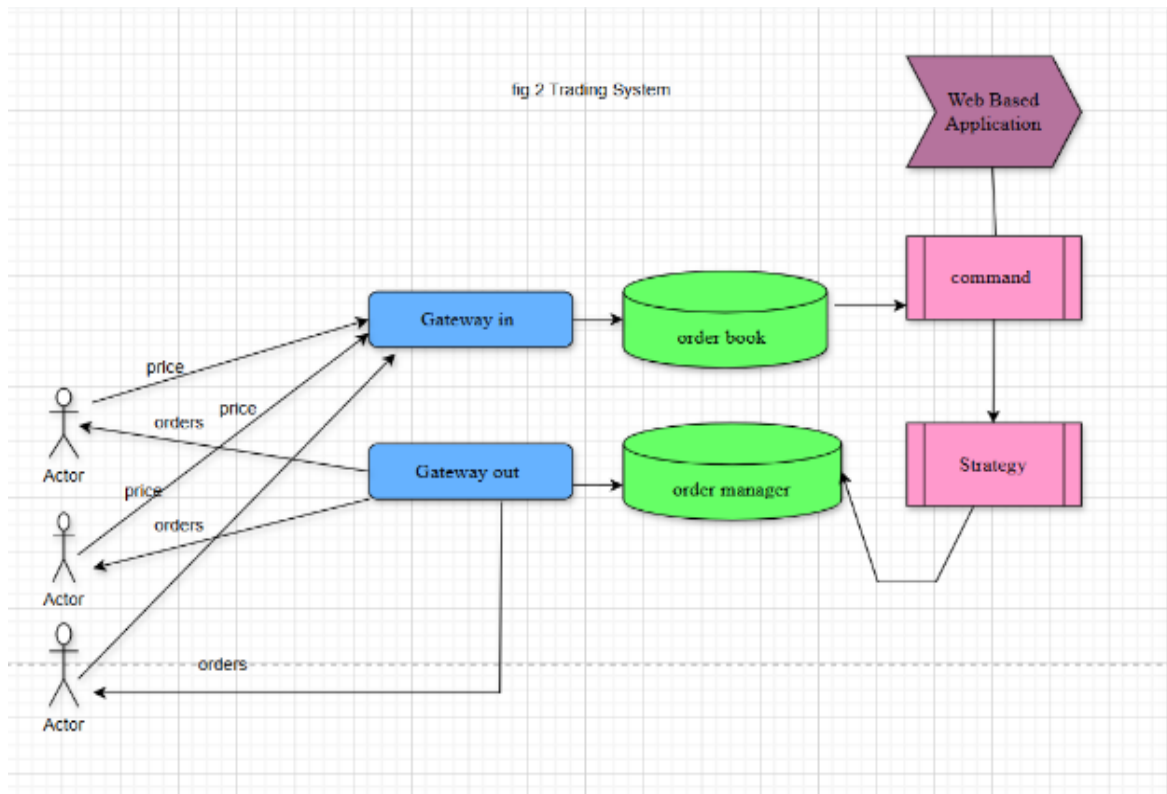 fig 2 Trading System
Web Based
Application
command
Gateway in
order book
price
price
orders
Actor
Gateway out
order manager
Strategy
price
orders
Actor
orders
Actor